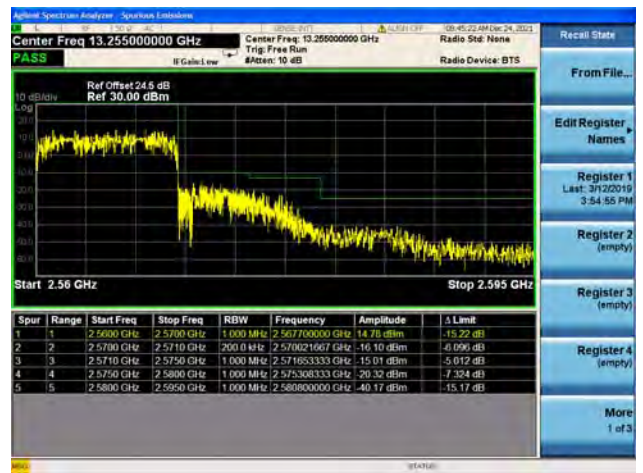 Agilent Spectrum Analyzer - Spurious Emissions
Center Freq 13.255000000 GHz
PASS
IFGain:Low
Center Freq: 13.255000000 GHz
Trig: Free Run
#Atten: 10 dB
ALIGN OFF
09:45:22 AM Dec 24, 2021
Radio Std: None
Radio Device: BTS
10 dB/div
Log
Ref Offset 24.5 dB
Ref 30.00 dBm
20.0
10.0
Start 2.56 GHz
Stop 2.595 GHz
Spur Range Start Freq Stop Freq RBW Frequency Amplitude Δ Limit
1 1 2.5600 GHz 2.5700 GHz 1.000 MHz 2.567700000 GHz 14.78 dBm -15.22 dB
2 2 2.5700 GHz 2.5710 GHz 200.0 kHz 2.570021667 GHz -16.10 dBm -6.096 dB
3 3 2.5710 GHz 2.5750 GHz 1.000 MHz 2.571653333 GHz -15.01 dBm -5.012 dB
4 4 2.5750 GHz 2.5800 GHz 1.000 MHz 2.575308333 GHz -20.32 dBm -7.324 dB
5 5 2.5800 GHz 2.5950 GHz 1.000 MHz 2.580800000 GHz -40.17 dBm -15.17 dB
MSG
STATUS
Recall State
From File...
Edit Register Names
Register 1
Last: 3/12/2019
3:54:55 PM
Register 2
(empty)
Register 3
(empty)
Register 4
(empty)
More
1 of 3